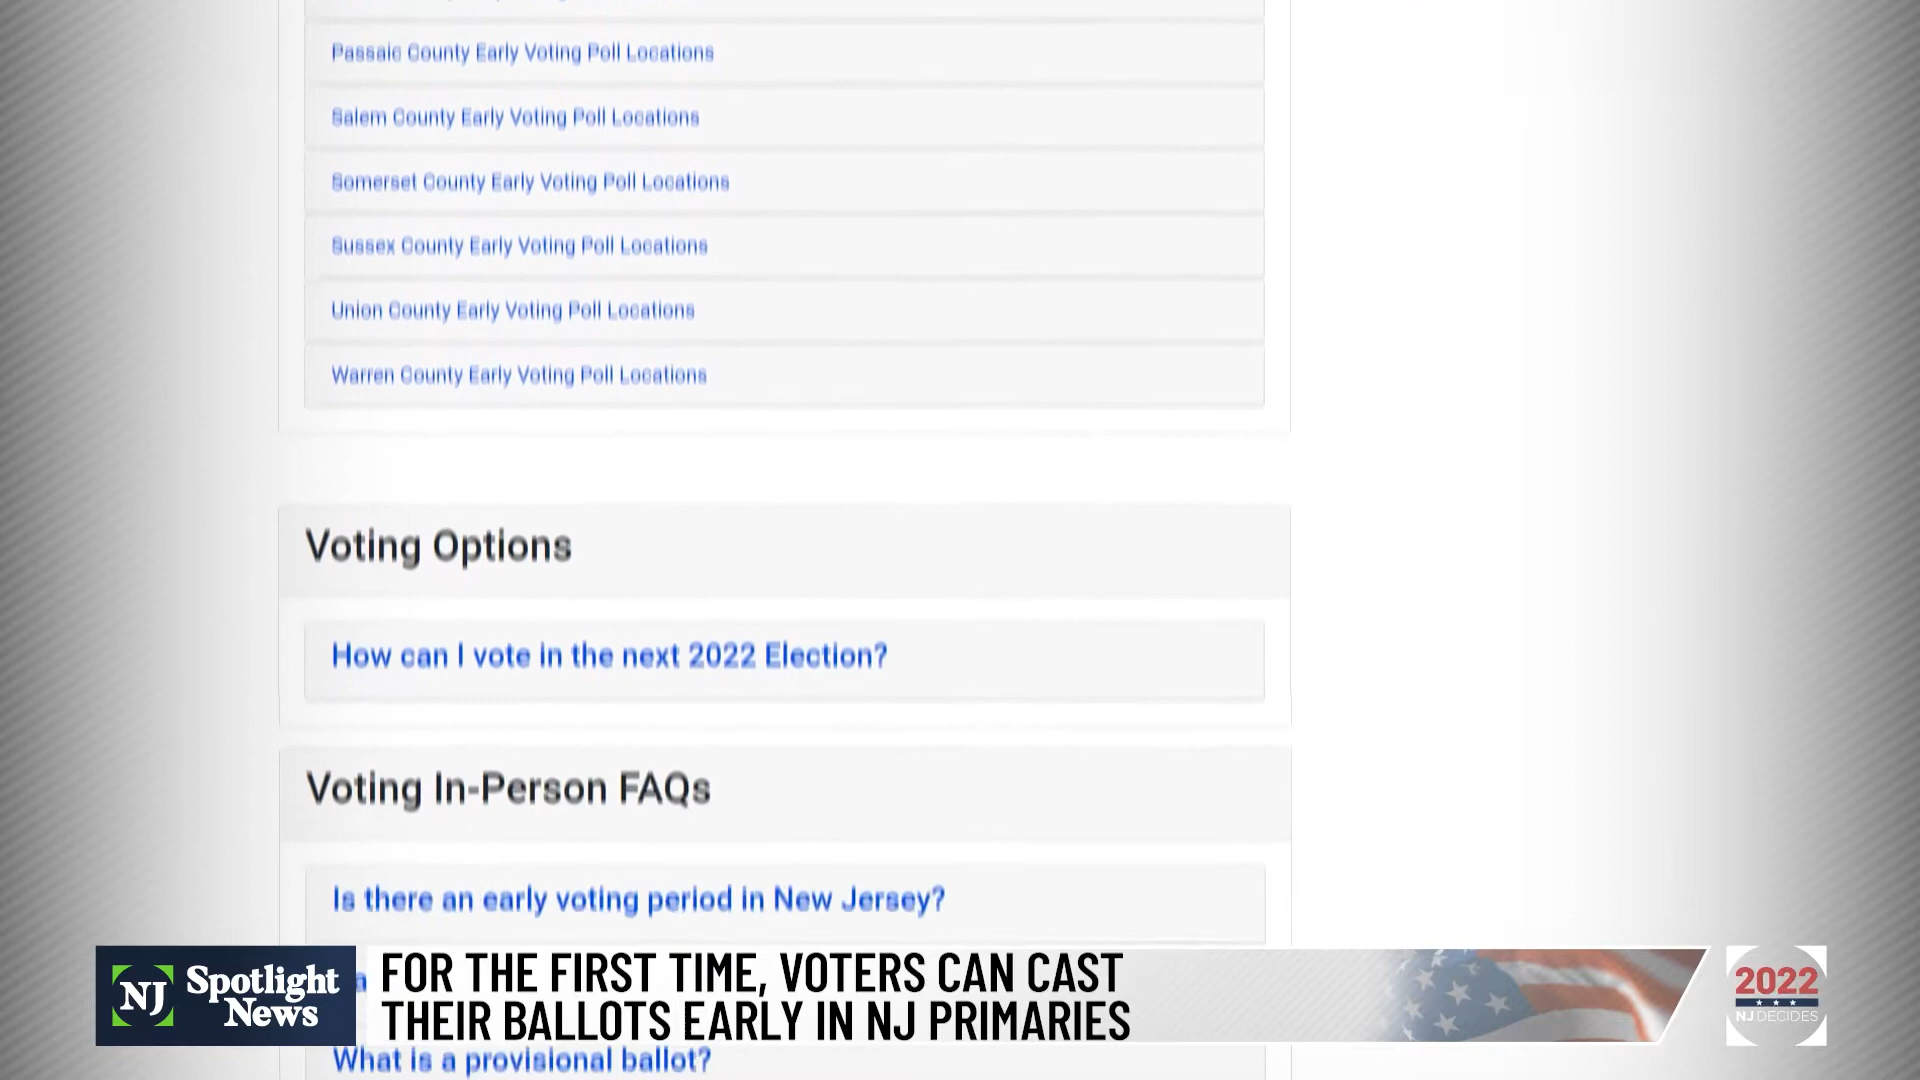 Passaic County Early Voting Poll Locations
Salem County Early Voting Poll Locations
Somerset County Early Voting Poll Locations
Sussex County Early Voting Poll Locations
Union County Early Voting Poll Locations
Warren County Early Voting Poll Locations
Voting Options
How can I vote in the next 2022 Election?
Voting In-Person FAQs
Is there an early voting period in New Jersey?
NJ Spotlight News
FOR THE FIRST TIME, VOTERS CAN CAST
THEIR BALLOTS EARLY IN NJ PRIMARIES
2022
NJ DECIDES
What is a provisional ballot?